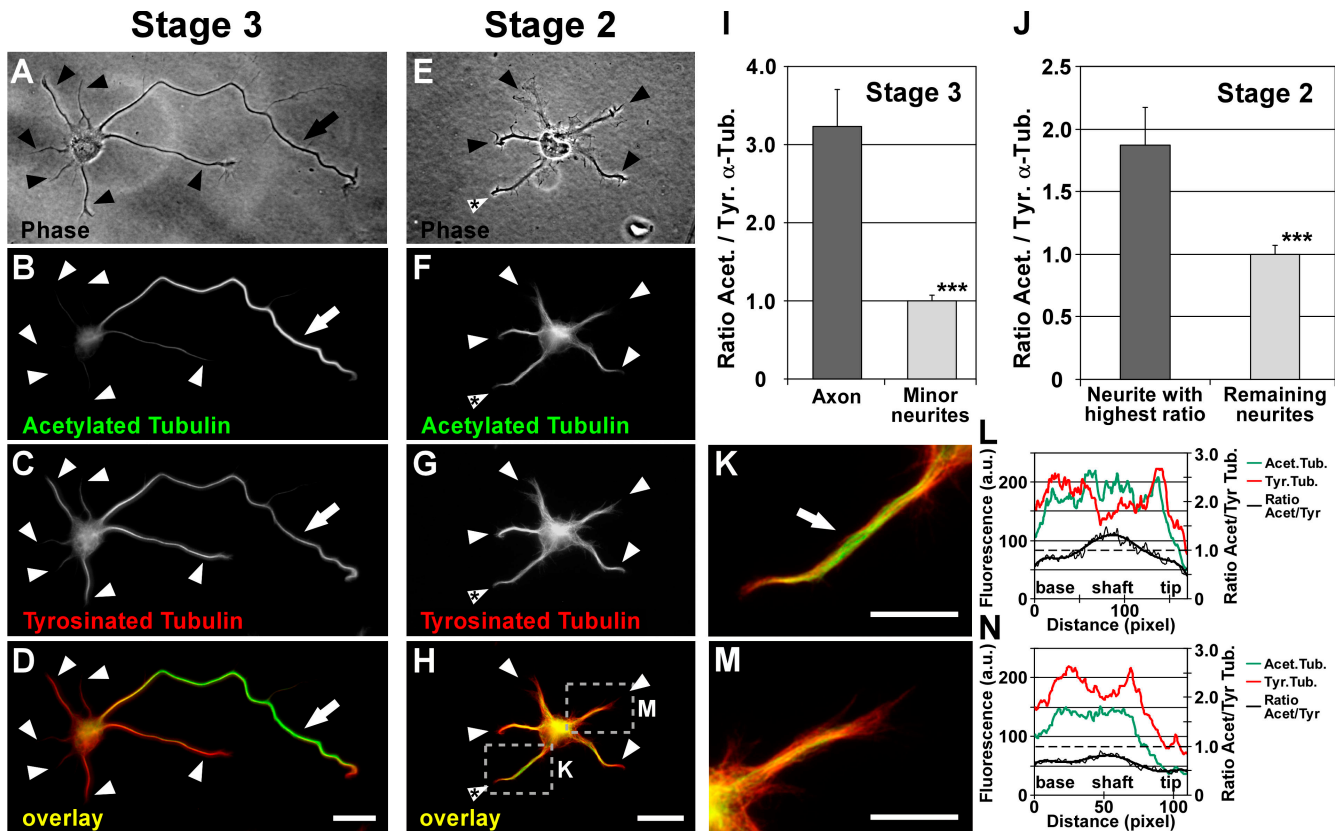 Stage 3
Stage 2
A
Phase
B
Acetylated Tubulin
C
Tyrosinated Tubulin
D
overlay
E
*
Phase
F
*
Acetylated Tubulin
G
*
Tyrosinated Tubulin
H
M
K
*
overlay
I
Ratio Acet. / Tyr. α-Tub.
4.0
3.0
2.0
1.0
0
Stage 3
***
Axon
Minor
neurites
J
Ratio Acet. / Tyr. α-Tub.
2.5
2.0
1.5
1.0
0.5
0
Stage 2
***
Neurite with
highest ratio
Remaining
neurites
K
L
Fluorescence (a.u.)
200
100
0
3.0
2.0
1.0
0
Ratio Acet/Tyr Tub.
base shaft tip
0 100
Distance (pixel)
Acet.Tub.
Tyr.Tub.
Ratio
Acet/Tyr
M
N
Fluorescence (a.u.)
200
100
0
3.0
2.0
1.0
0
Ratio Acet/Tyr Tub.
base shaft tip
0 50 100
Distance (pixel)
Acet.Tub.
Tyr.Tub.
Ratio
Acet/Tyr